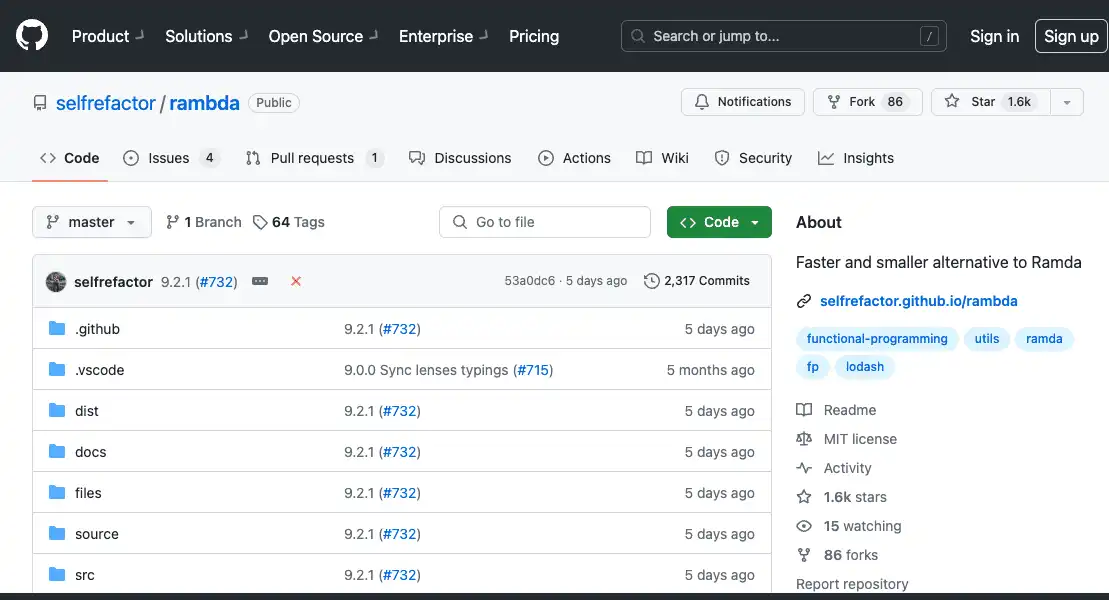 Product Solutions Open Source Enterprise Pricing Search or jump to... / Sign in Sign up
selfrefactor / rambda Public Notifications Fork 86 Star 1.6k
Code Issues 4 Pull requests 1 Discussions Actions Wiki Security Insights
master 1 Branch 64 Tags Go to file Code
selfrefactor 9.2.1 (#732) 53a0dc6 · 5 days ago 2,317 Commits
.github 9.2.1 (#732) 5 days ago
.vscode 9.0.0 Sync lenses typings (#715) 5 months ago
dist 9.2.1 (#732) 5 days ago
docs 9.2.1 (#732) 5 days ago
files 9.2.1 (#732) 5 days ago
source 9.2.1 (#732) 5 days ago
src 9.2.1 (#732) 5 days ago
About
Faster and smaller alternative to Ramda
selfrefactor.github.io/rambda
functional-programming utils ramda
fp lodash
Readme
MIT license
Activity
1.6k stars
15 watching
86 forks
Report repository